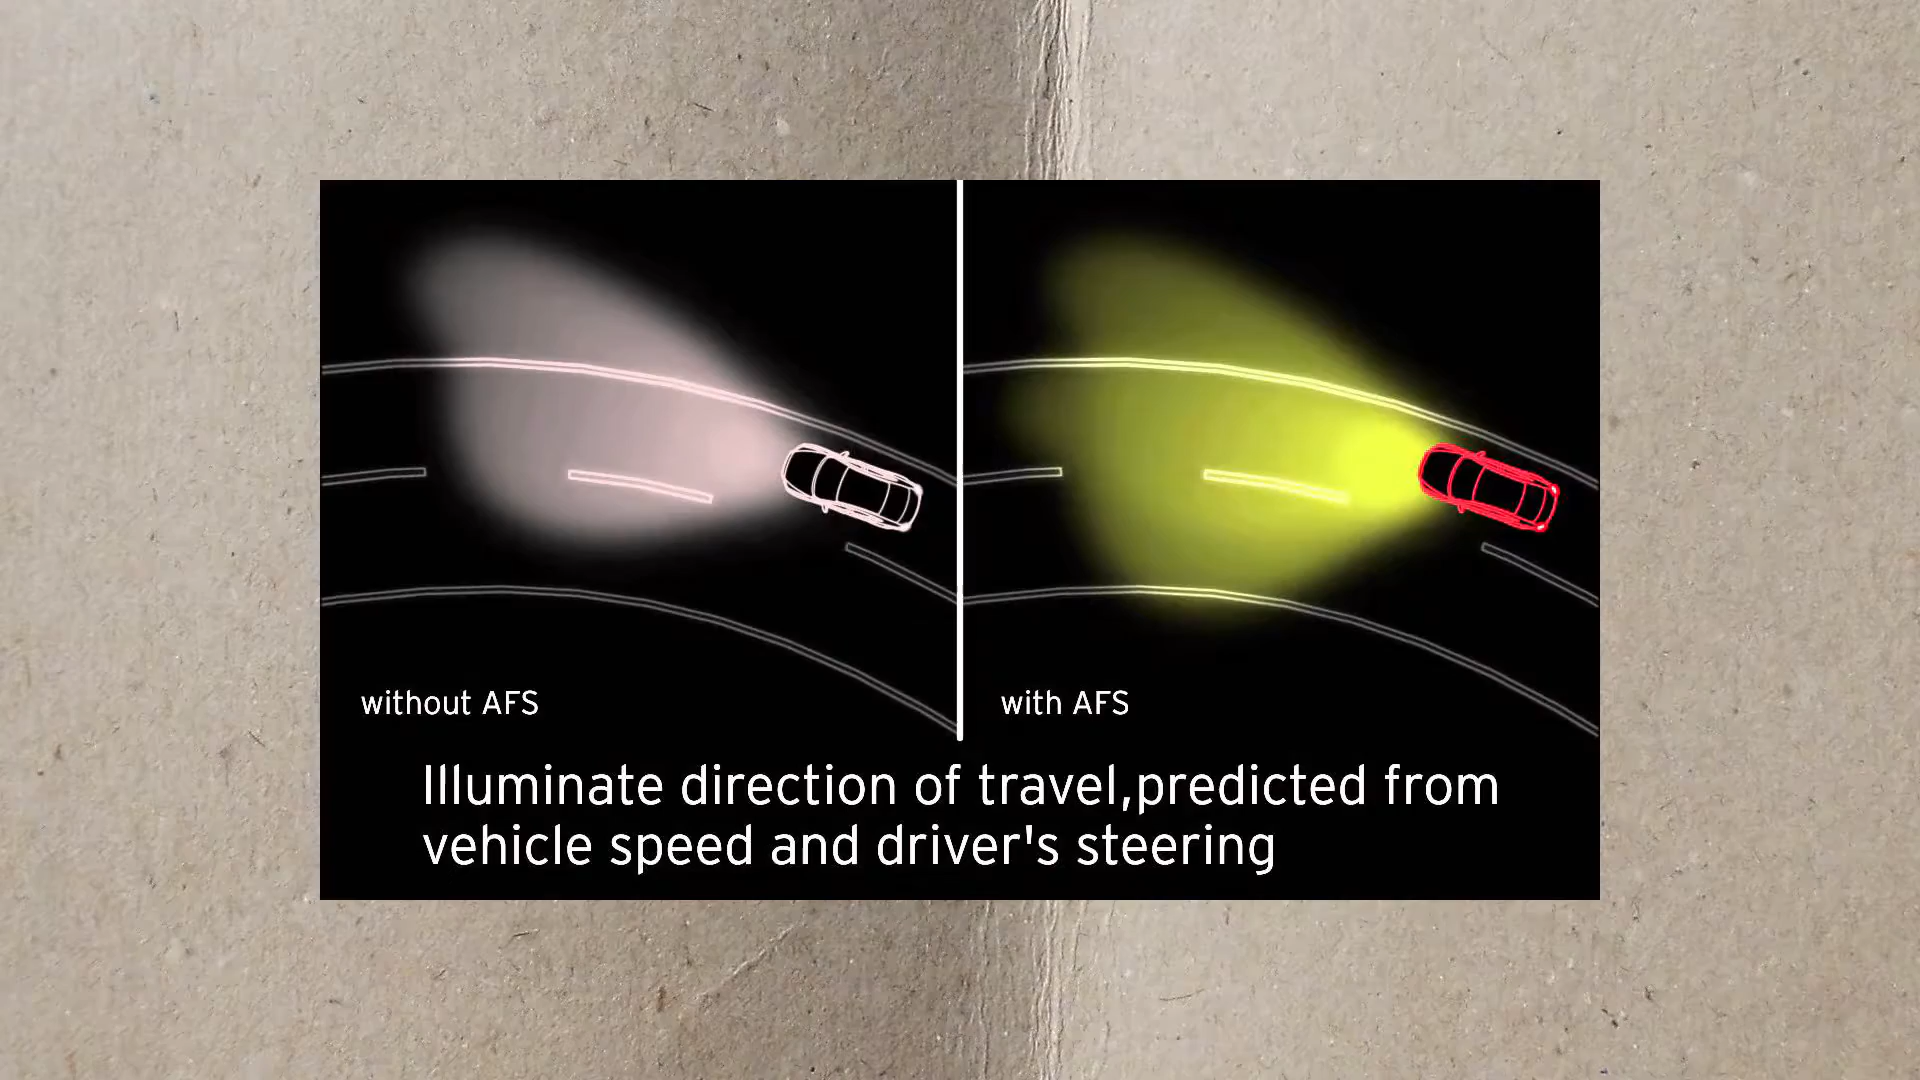 without AFS
with AFS
Illuminate direction of travel,predicted from
vehicle speed and driver's steering